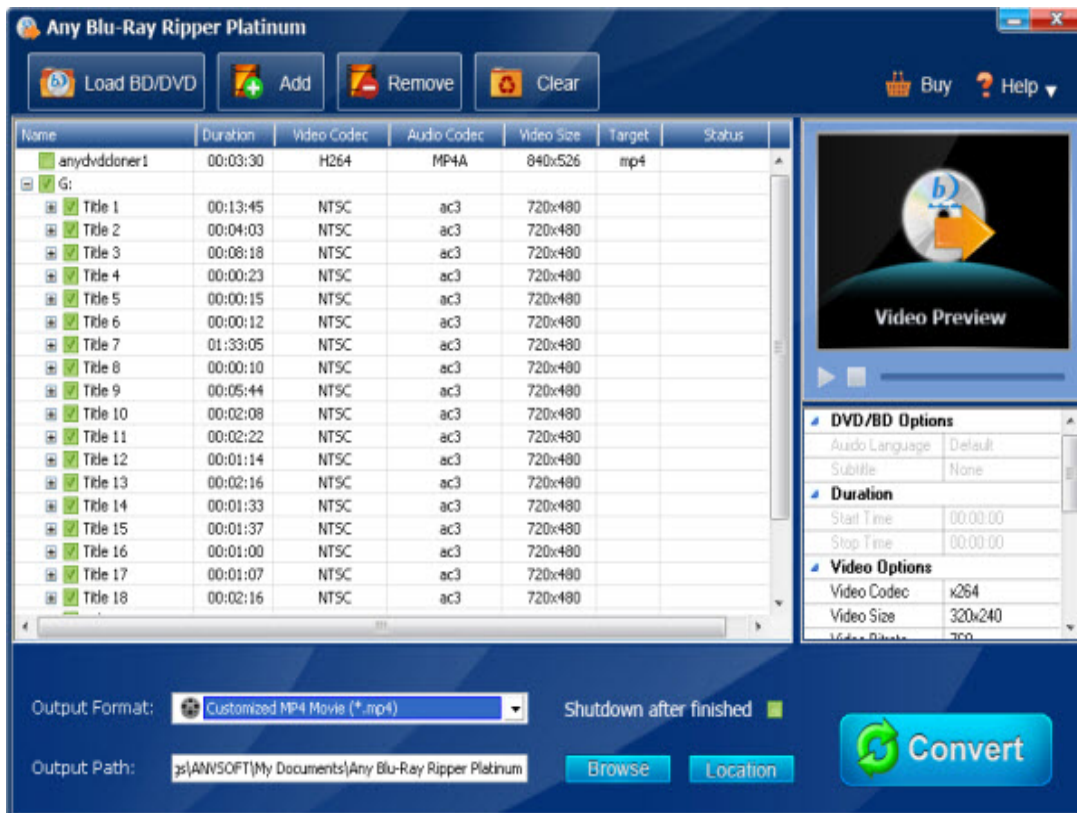 Any Blu-Ray Ripper Platinum
Load BD/DVD Add Remove Clear Buy Help
Name Duration Video Codec Audio Codec Video Size Target Status
anydvddoner1 00:03:30 H264 MP4A 840x526 mp4
G:
Title 1 00:13:45 NTSC ac3 720x480
Title 2 00:04:03 NTSC ac3 720x480
Title 3 00:08:18 NTSC ac3 720x480
Title 4 00:00:23 NTSC ac3 720x480
Title 5 00:00:15 NTSC ac3 720x480
Title 6 00:00:12 NTSC ac3 720x480
Title 7 01:33:05 NTSC ac3 720x480
Title 8 00:00:10 NTSC ac3 720x480
Title 9 00:05:44 NTSC ac3 720x480
Title 10 00:02:08 NTSC ac3 720x480
Title 11 00:02:22 NTSC ac3 720x480
Title 12 00:01:14 NTSC ac3 720x480
Title 13 00:02:16 NTSC ac3 720x480
Title 14 00:01:33 NTSC ac3 720x480
Title 15 00:01:37 NTSC ac3 720x480
Title 16 00:01:00 NTSC ac3 720x480
Title 17 00:01:07 NTSC ac3 720x480
Title 18 00:02:16 NTSC ac3 720x480
b
Video Preview
DVD/BD Options
Auido Language Default
Subtitle None
Duration
Start Time 00:00:00
Stop Time 00:00:00
Video Options
Video Codec x264
Video Size 320x240
Video Bitrate 768
Output Format: Customized MP4 Movie (*.mp4) Shutdown after finished
Output Path: gs\ANVSOFT\My Documents\Any Blu-Ray Ripper Platinum Browse Location
Convert